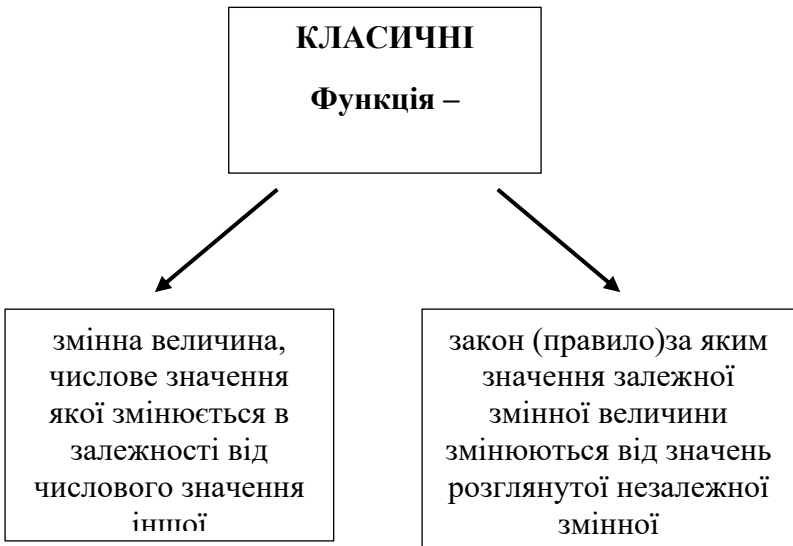 КЛАСИЧНІ
Функція –
змінна величина,
числове значення
якої змінюється в
залежності від
числового значення
іншої
закон (правило)за яким
значення залежної
змінної величини
змінюються від значень
розглянутої незалежної
змінної